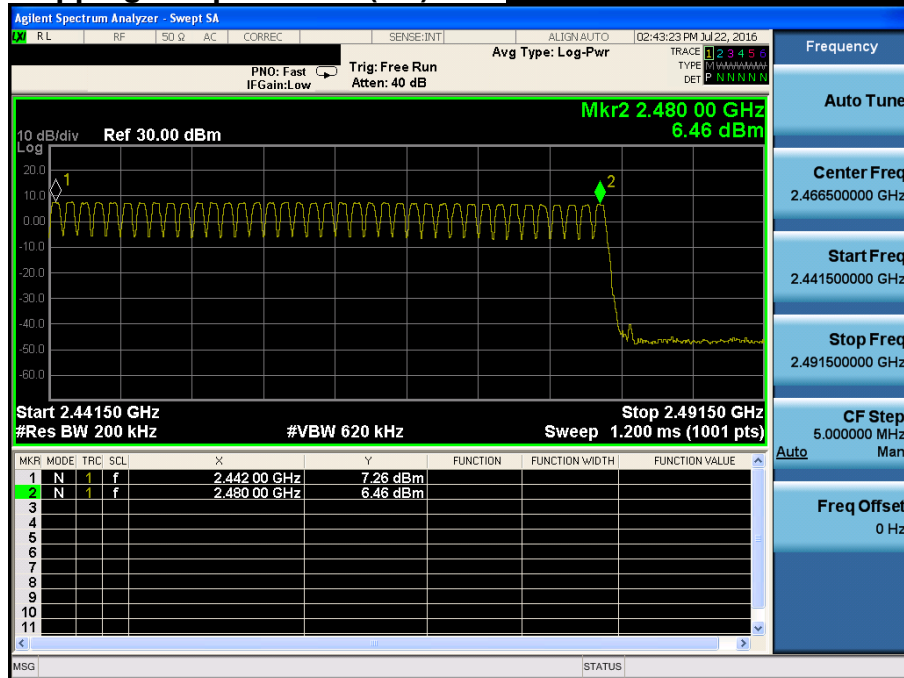 Agilent Spectrum Analyzer - Swept SA
LXI RL RF 50 Ω AC CORREC SENSE:INT ALIGN AUTO 02:43:23 PM Jul 22, 2016
Avg Type: Log-Pwr TRACE 1 2 3 4 5 6
PNO: Fast Trig: Free Run TYPE M WWWWW
IFGain:Low Atten: 40 dB DET P N N N N N
Mkr2 2.480 00 GHz
6.46 dBm
10 dB/div Ref 30.00 dBm
Log
20.0
10.0
0.00
-10.0
-20.0
-30.0
-40.0
-50.0
-60.0
1
2
Start 2.44150 GHz Stop 2.49150 GHz
#Res BW 200 kHz #VBW 620 kHz Sweep 1.200 ms (1001 pts)
MKR MODE TRC SCL X Y FUNCTION FUNCTION WIDTH FUNCTION VALUE
1 N 1 f 2.442 00 GHz 7.26 dBm
2 N 1 f 2.480 00 GHz 6.46 dBm
3
4
5
6
7
8
9
10
11
MSG STATUS
Frequency
Auto Tune
Center Freq
2.466500000 GHz
Start Freq
2.441500000 GHz
Stop Freq
2.491500000 GHz
CF Step
5.000000 MHz
Auto Man
Freq Offset
0 Hz